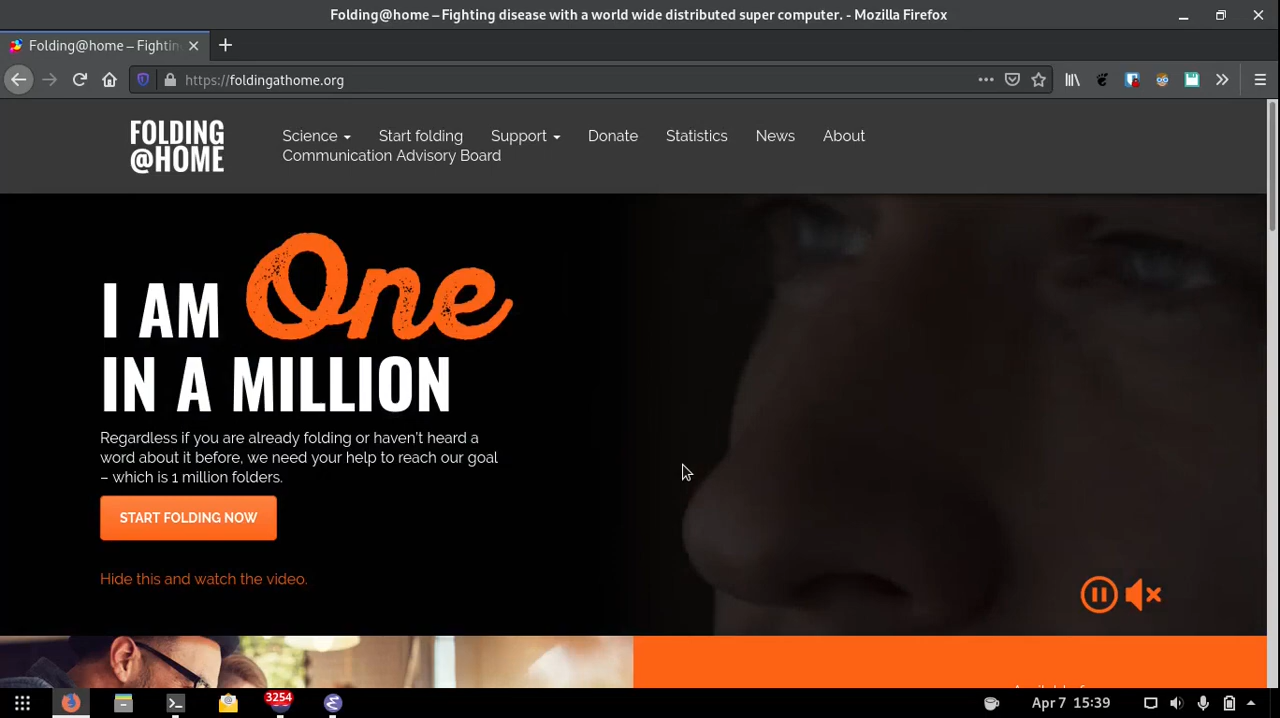 Folding@home – Fighting disease with a world wide distributed super computer. - Mozilla Firefox
Folding@home – Fightin
https://foldingathome.org
FOLDING
@HOME
Science Start folding Support Donate Statistics News About
Communication Advisory Board
I AM One
IN A MILLION
Regardless if you are already folding or haven't heard a
word about it before, we need your help to reach our goal
– which is 1 million folders.
START FOLDING NOW
Hide this and watch the video.
3254
Apr 7 15:39